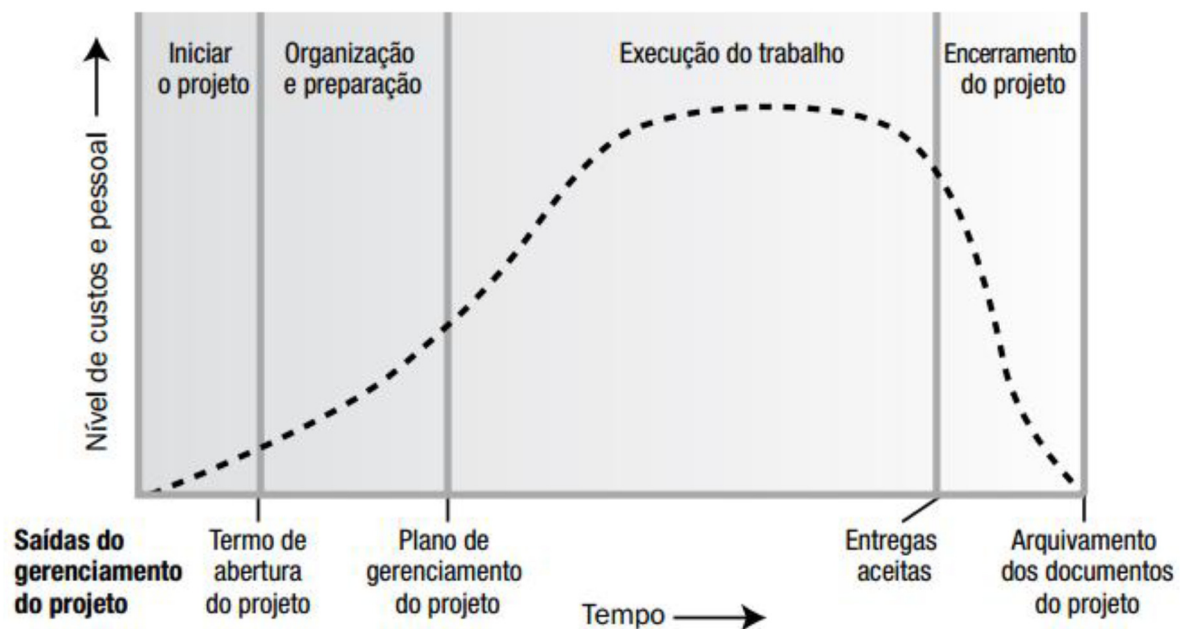 Iniciar
o projeto
Organização
e preparação
Execução do trabalho
Encerramento
do projeto
Nível de custos e pessoal
Saídas do
gerenciamento
do projeto
Termo de
abertura
do projeto
Plano de
gerenciamento
do projeto
Entregas
aceitas
Arquivamento
dos documentos
do projeto
Tempo